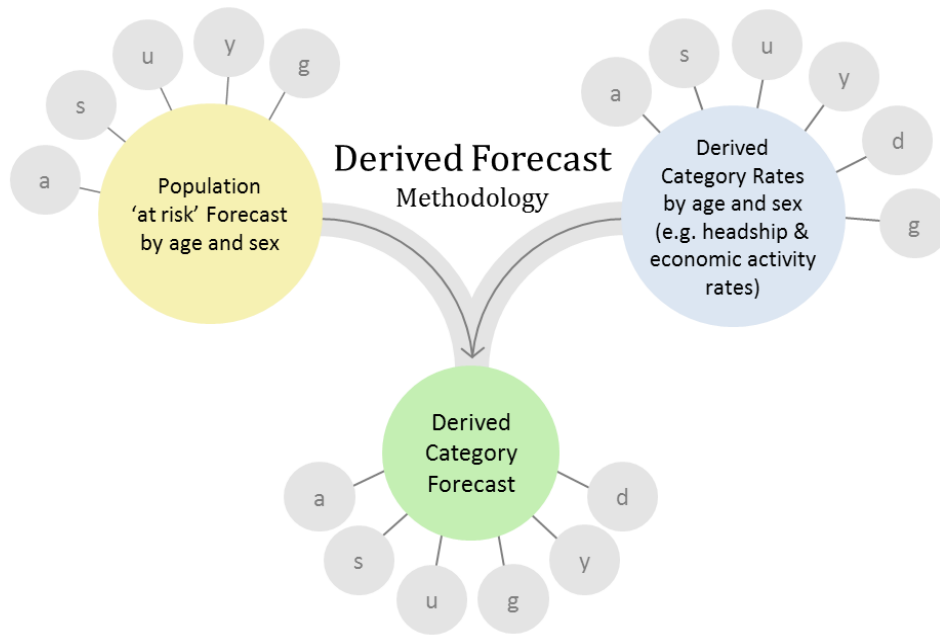 Derived Forecast
Methodology
a
s
u
y
g
Population
‘at risk’ Forecast
by age and sex
a
s
u
y
d
g
Derived
Category Rates
by age and sex
(e.g. headship &
economic activity
rates)
Derived
Category
Forecast
a
s
u
g
y
d